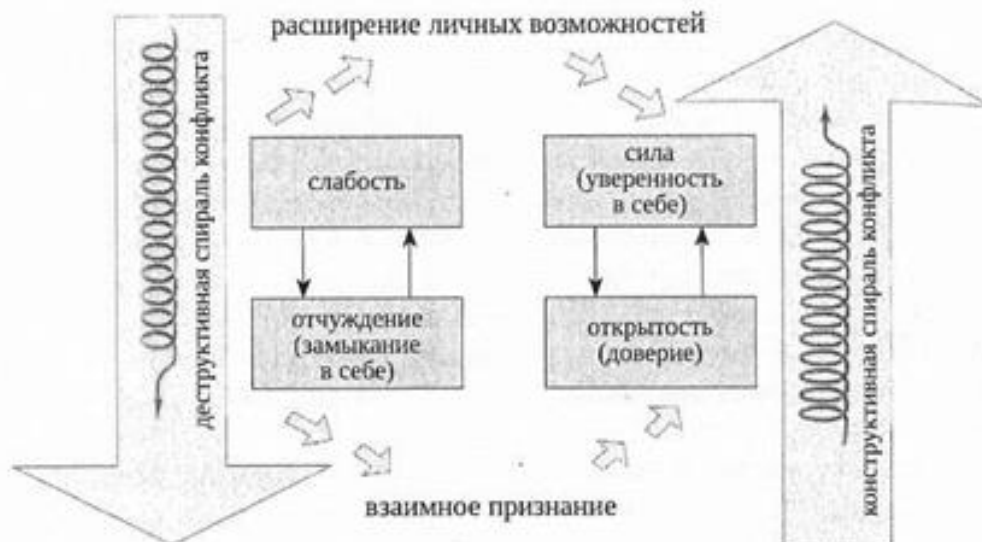 расширение личных возможностей
деструктивная спираль конфликта
слабость
сила
(уверенность
в себе)
отчуждение
(замыкание
в себе)
открытость
(доверие)
конструктивная спираль конфликта
взаимное признание